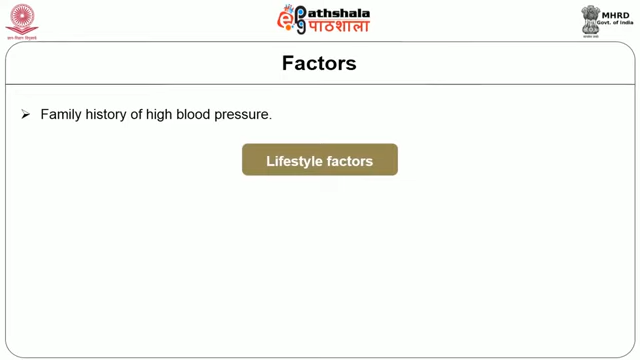 ePathshala
पाठशाला
MHRD
Govt. of India
Factors
Family history of high blood pressure.
Lifestyle factors